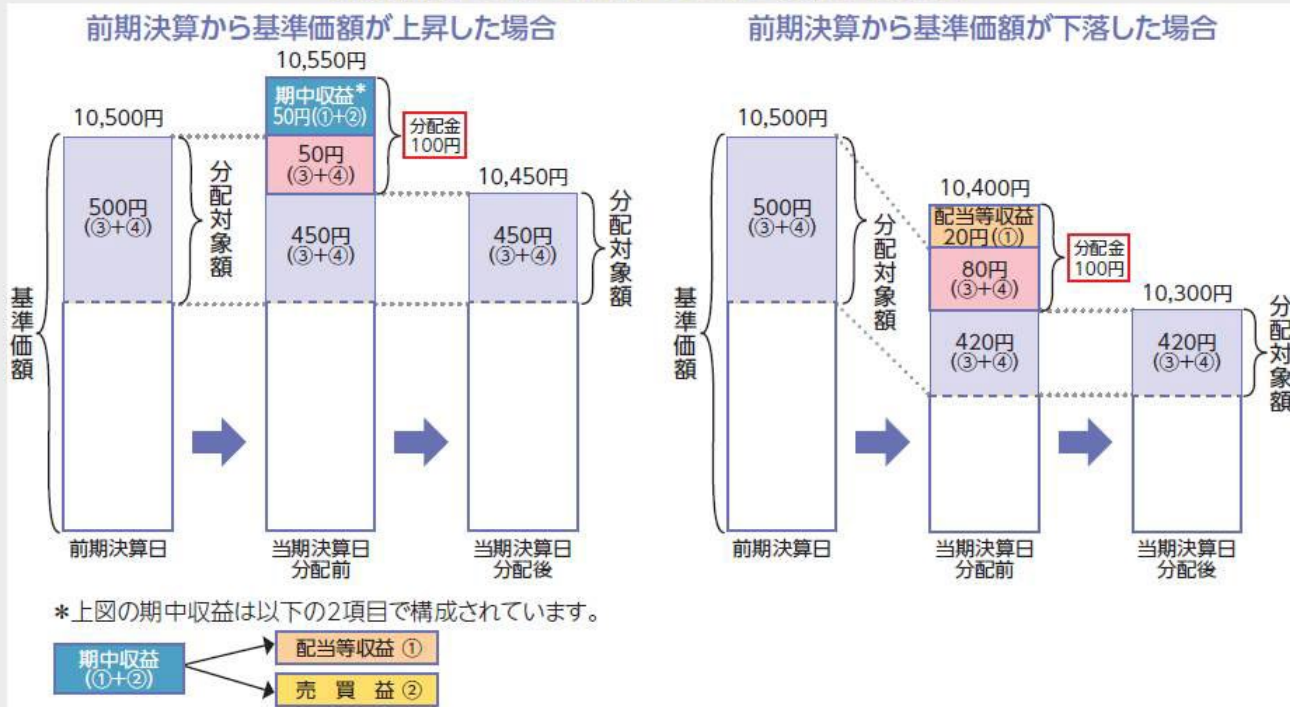 前期決算から基準価額が上昇した場合
10,500円
10,550円
期中収益*
50円(①+②)
分配金
100円
50円
(③+④)
10,450円
500円
(③+④)
分配対象額
450円
(③+④)
450円
(③+④)
分配対象額
基準価額
前期決算日
当期決算日
分配前
当期決算日
分配後
前期決算から基準価額が下落した場合
10,500円
10,400円
配当等収益
20円(①)
分配金
100円
80円
(③+④)
10,300円
500円
(③+④)
分配対象額
420円
(③+④)
420円
(③+④)
分配対象額
基準価額
前期決算日
当期決算日
分配前
当期決算日
分配後
*上図の期中収益は以下の2項目で構成されています。
期中収益
(①+②)
配当等収益 ①
売 買 益 ②